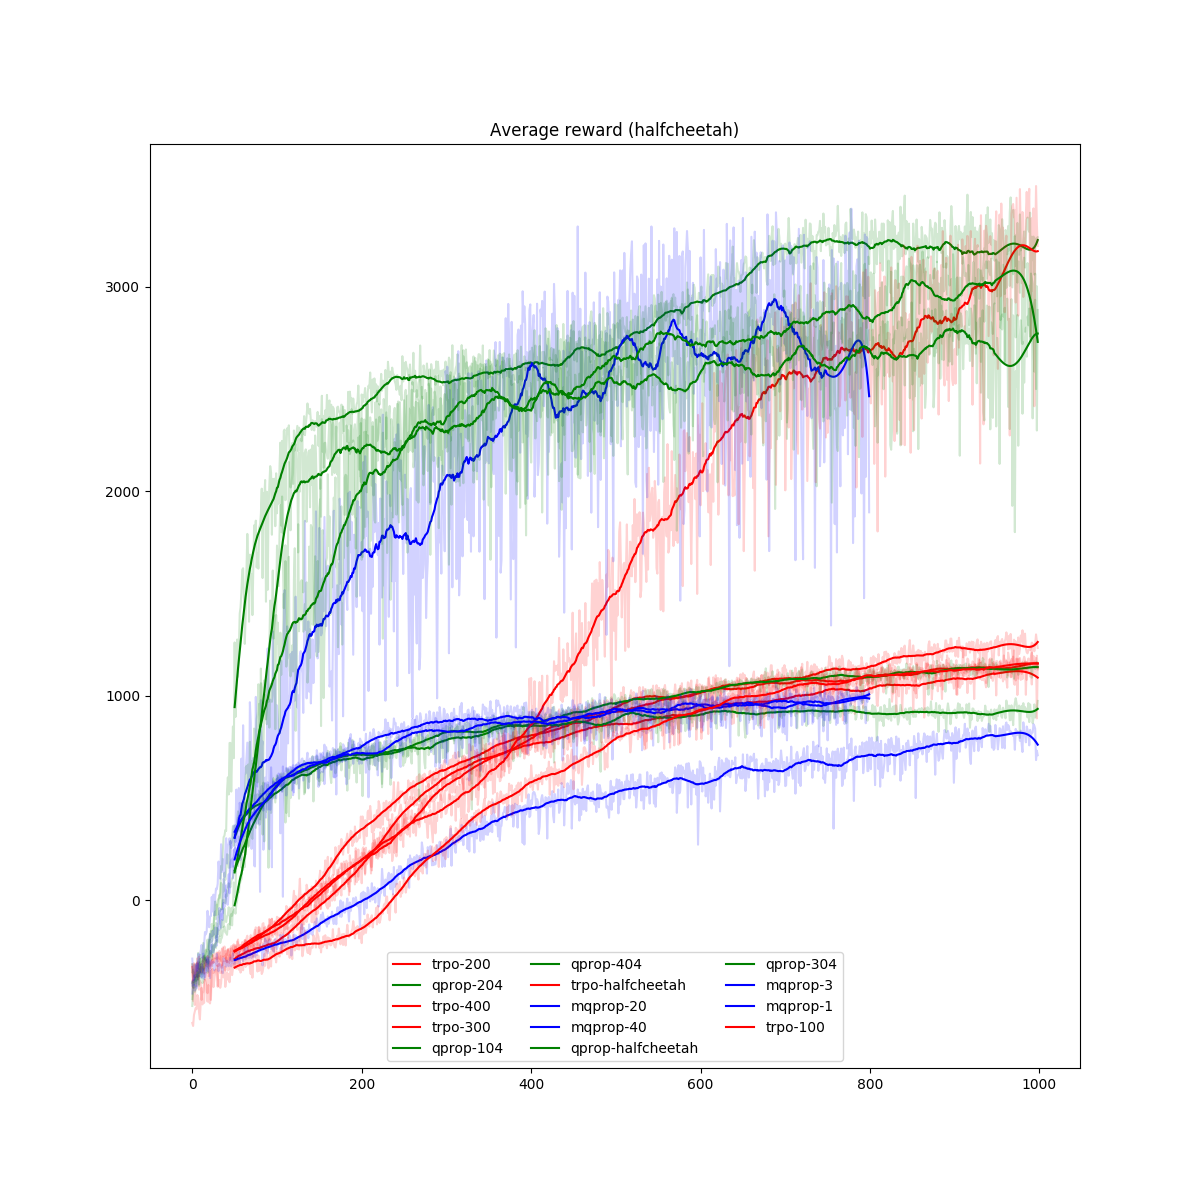 Average reward (halfcheetah)
3000
2000
1000
0
trpo-200
qprop-204
trpo-400
trpo-300
qprop-104
qprop-404
trpo-halfcheetah
mqprop-20
mqprop-40
qprop-halfcheetah
qprop-304
mqprop-3
mqprop-1
trpo-100
0 200 400 600 800 1000